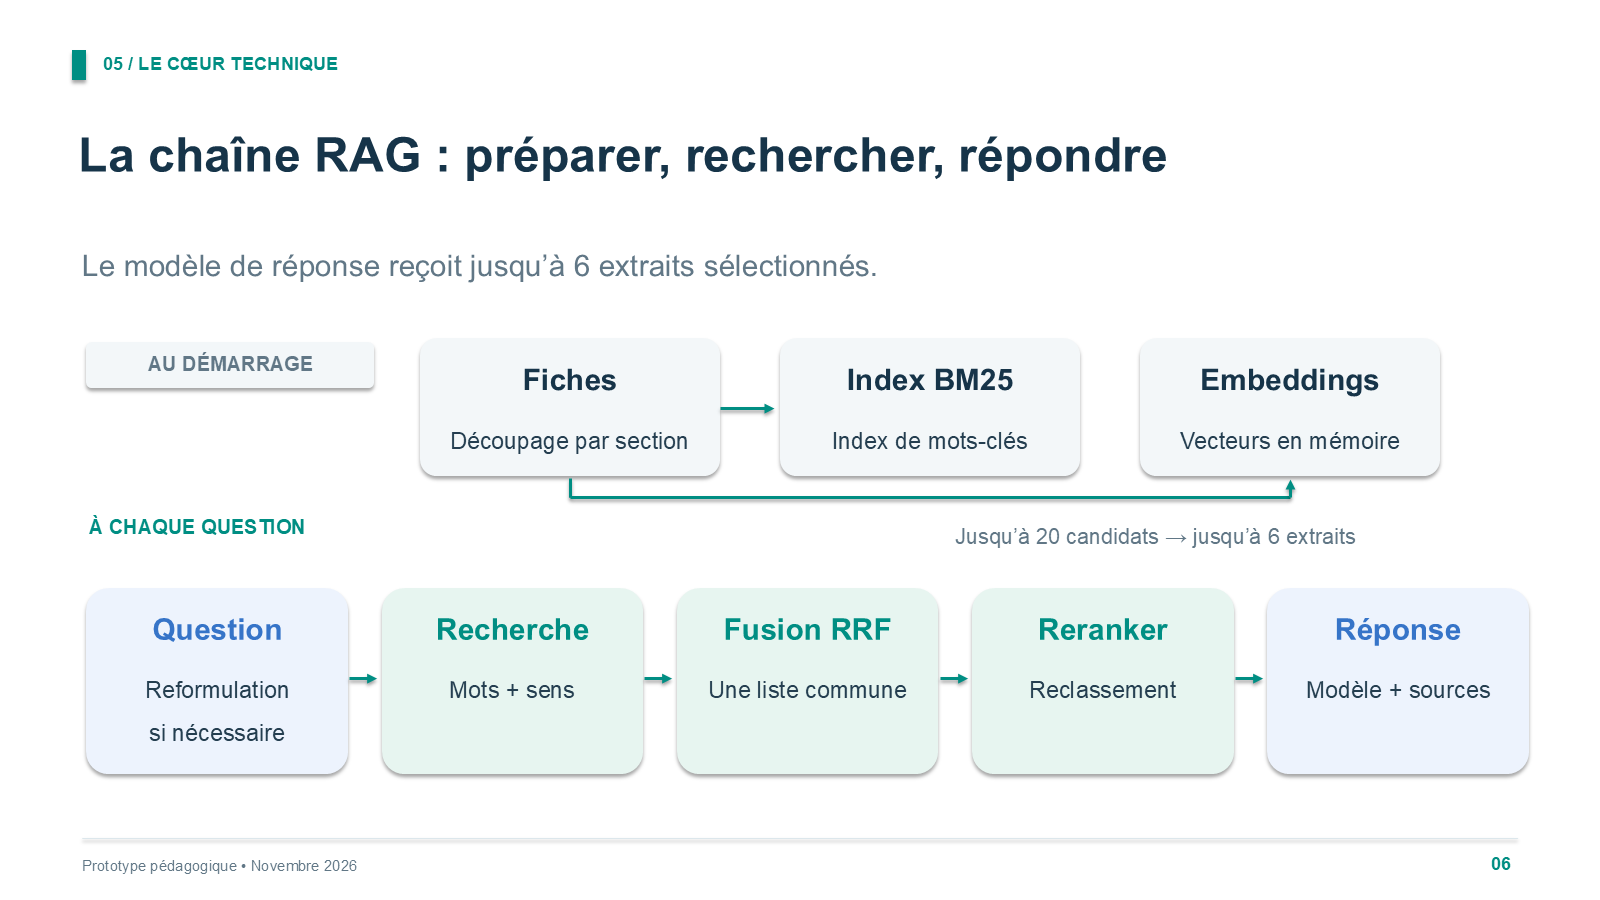 05 / LE CŒUR TECHNIQUE
La chaîne RAG : préparer, rechercher, répondre
Le modèle de réponse reçoit jusqu’à 6 extraits sélectionnés.
AU DÉMARRAGE
Fiches
Découpage par section
Index BM25
Index de mots-clés
Embeddings
Vecteurs en mémoire
À CHAQUE QUESTION
Jusqu’à 20 candidats → jusqu’à 6 extraits
Question
Reformulation
si nécessaire
Recherche
Mots + sens
Fusion RRF
Une liste commune
Reranker
Reclassement
Réponse
Modèle + sources
Prototype pédagogique • Novembre 2026
06